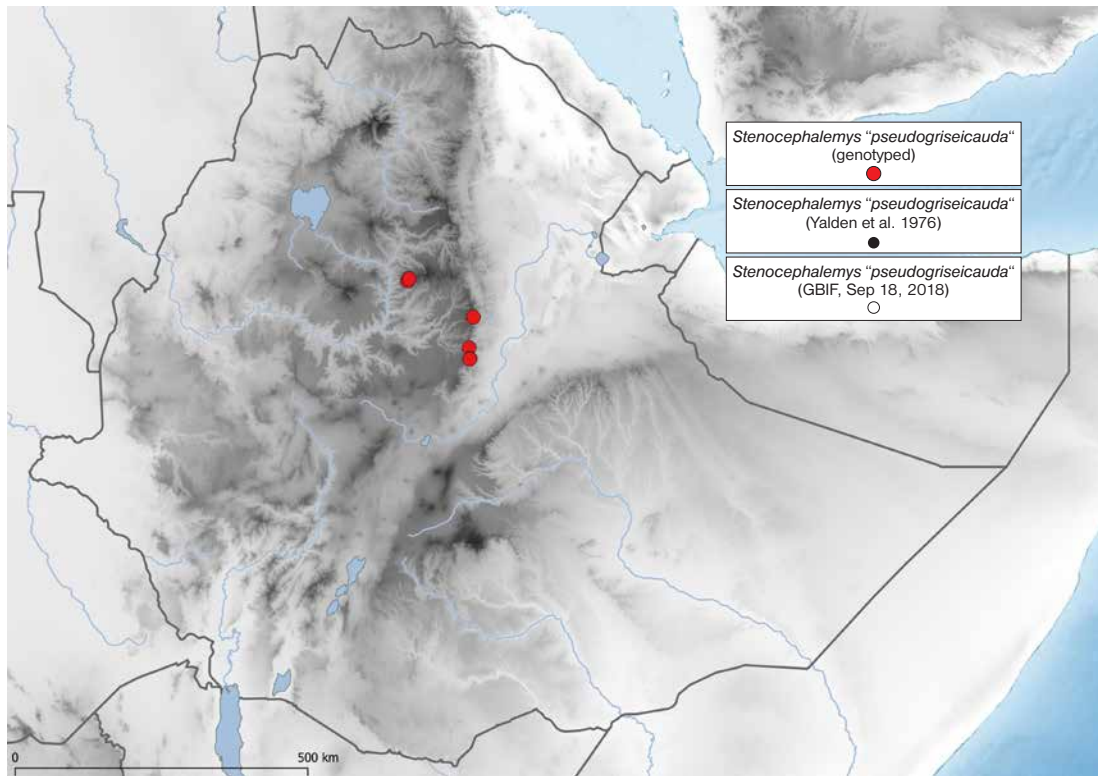 Stenocephalemys “pseudogriseicauda“
(genotyped)
Stenocephalemys “pseudogriseicauda“
(Yalden et al. 1976)
Stenocephalemys “pseudogriseicauda“
(GBIF, Sep 18, 2018)
0 500 km